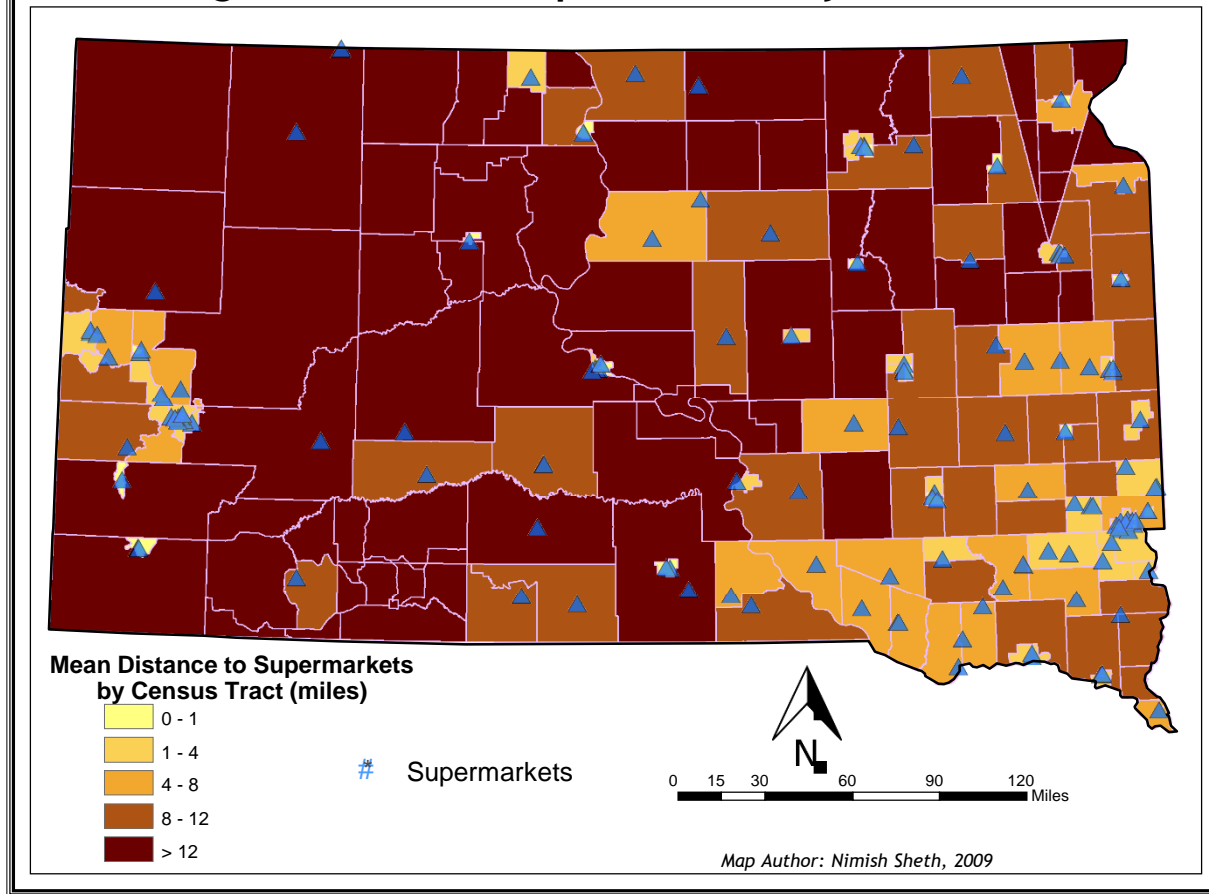 Mean Distance to Supermarkets
by Census Tract (miles)
0 - 1
1 - 4
4 - 8
8 - 12
> 12
# Supermarkets
N
0 15 30 60 90 120
Miles
Map Author: Nimish Sheth, 2009